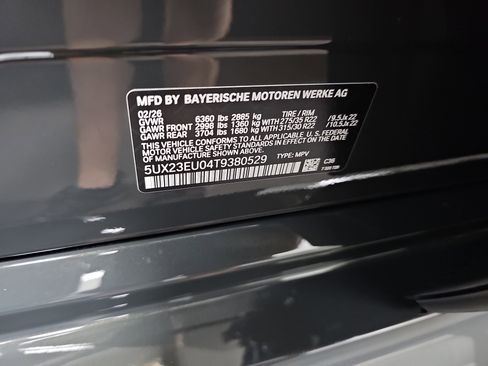 MFD BY BAYERISCHE MOTOREN WERKE AG
02/26
GVWR 6360 lbs 2885 kg TIRE / RIM
GAWR FRONT 2998 lbs 1360 kg WITH 275/35 R22 /9.5Jx22
GAWR REAR 3704 lbs 1680 kg WITH 315/30 R22 /10.5Jx22
THIS VEHICLE CONFORMS TO ALL APPLICABLE U.S. FEDERAL
MOTOR VEHICLE SAFETY STANDARDS IN EFFECT ON THE
DATE OF MANUFACTURE SHOWN ABOVE.
5UX23EU04T9380529 TYPE: MPV
C36